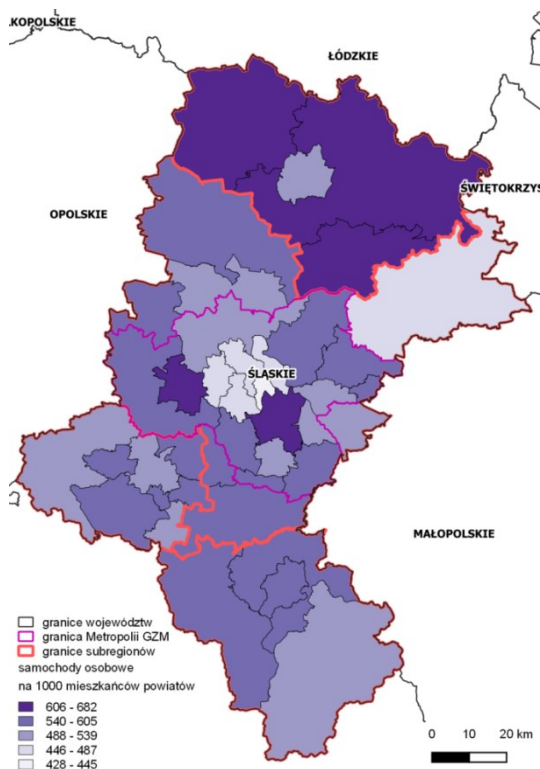 ŁÓDZKIE
ŚWIĘTOKRZYS
OPOLSKIE
ŚLĄSKIE
MAŁOPOLSKIE
granice województw
granica Metropolii GZM
granice subregionów
samochody osobowe
na 1000 mieszkańców powiatów
606 - 682
540 - 605
488 - 539
446 - 487
428 - 445
0 10 20 km